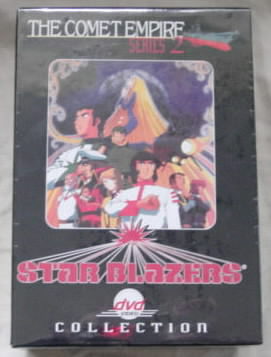 THE COMET EMPIRE
SERIES 2
STAR BLAZERS®
DVD
VIDEO
COLLECTION